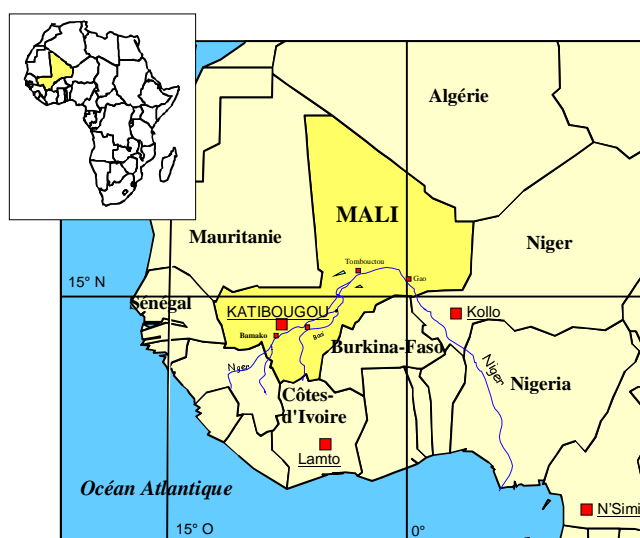 Algérie
MALI
Mauritanie
Niger
Tombouctou
Gao
15° N
Sénégal
KATIBOUGOU
Kollo
Bamako
Bani
Burkina-Faso
Niger
Niger
Nigeria
Côtes-
d'Ivoire
Lamto
Océan Atlantique
N'Simi
15° O
0°